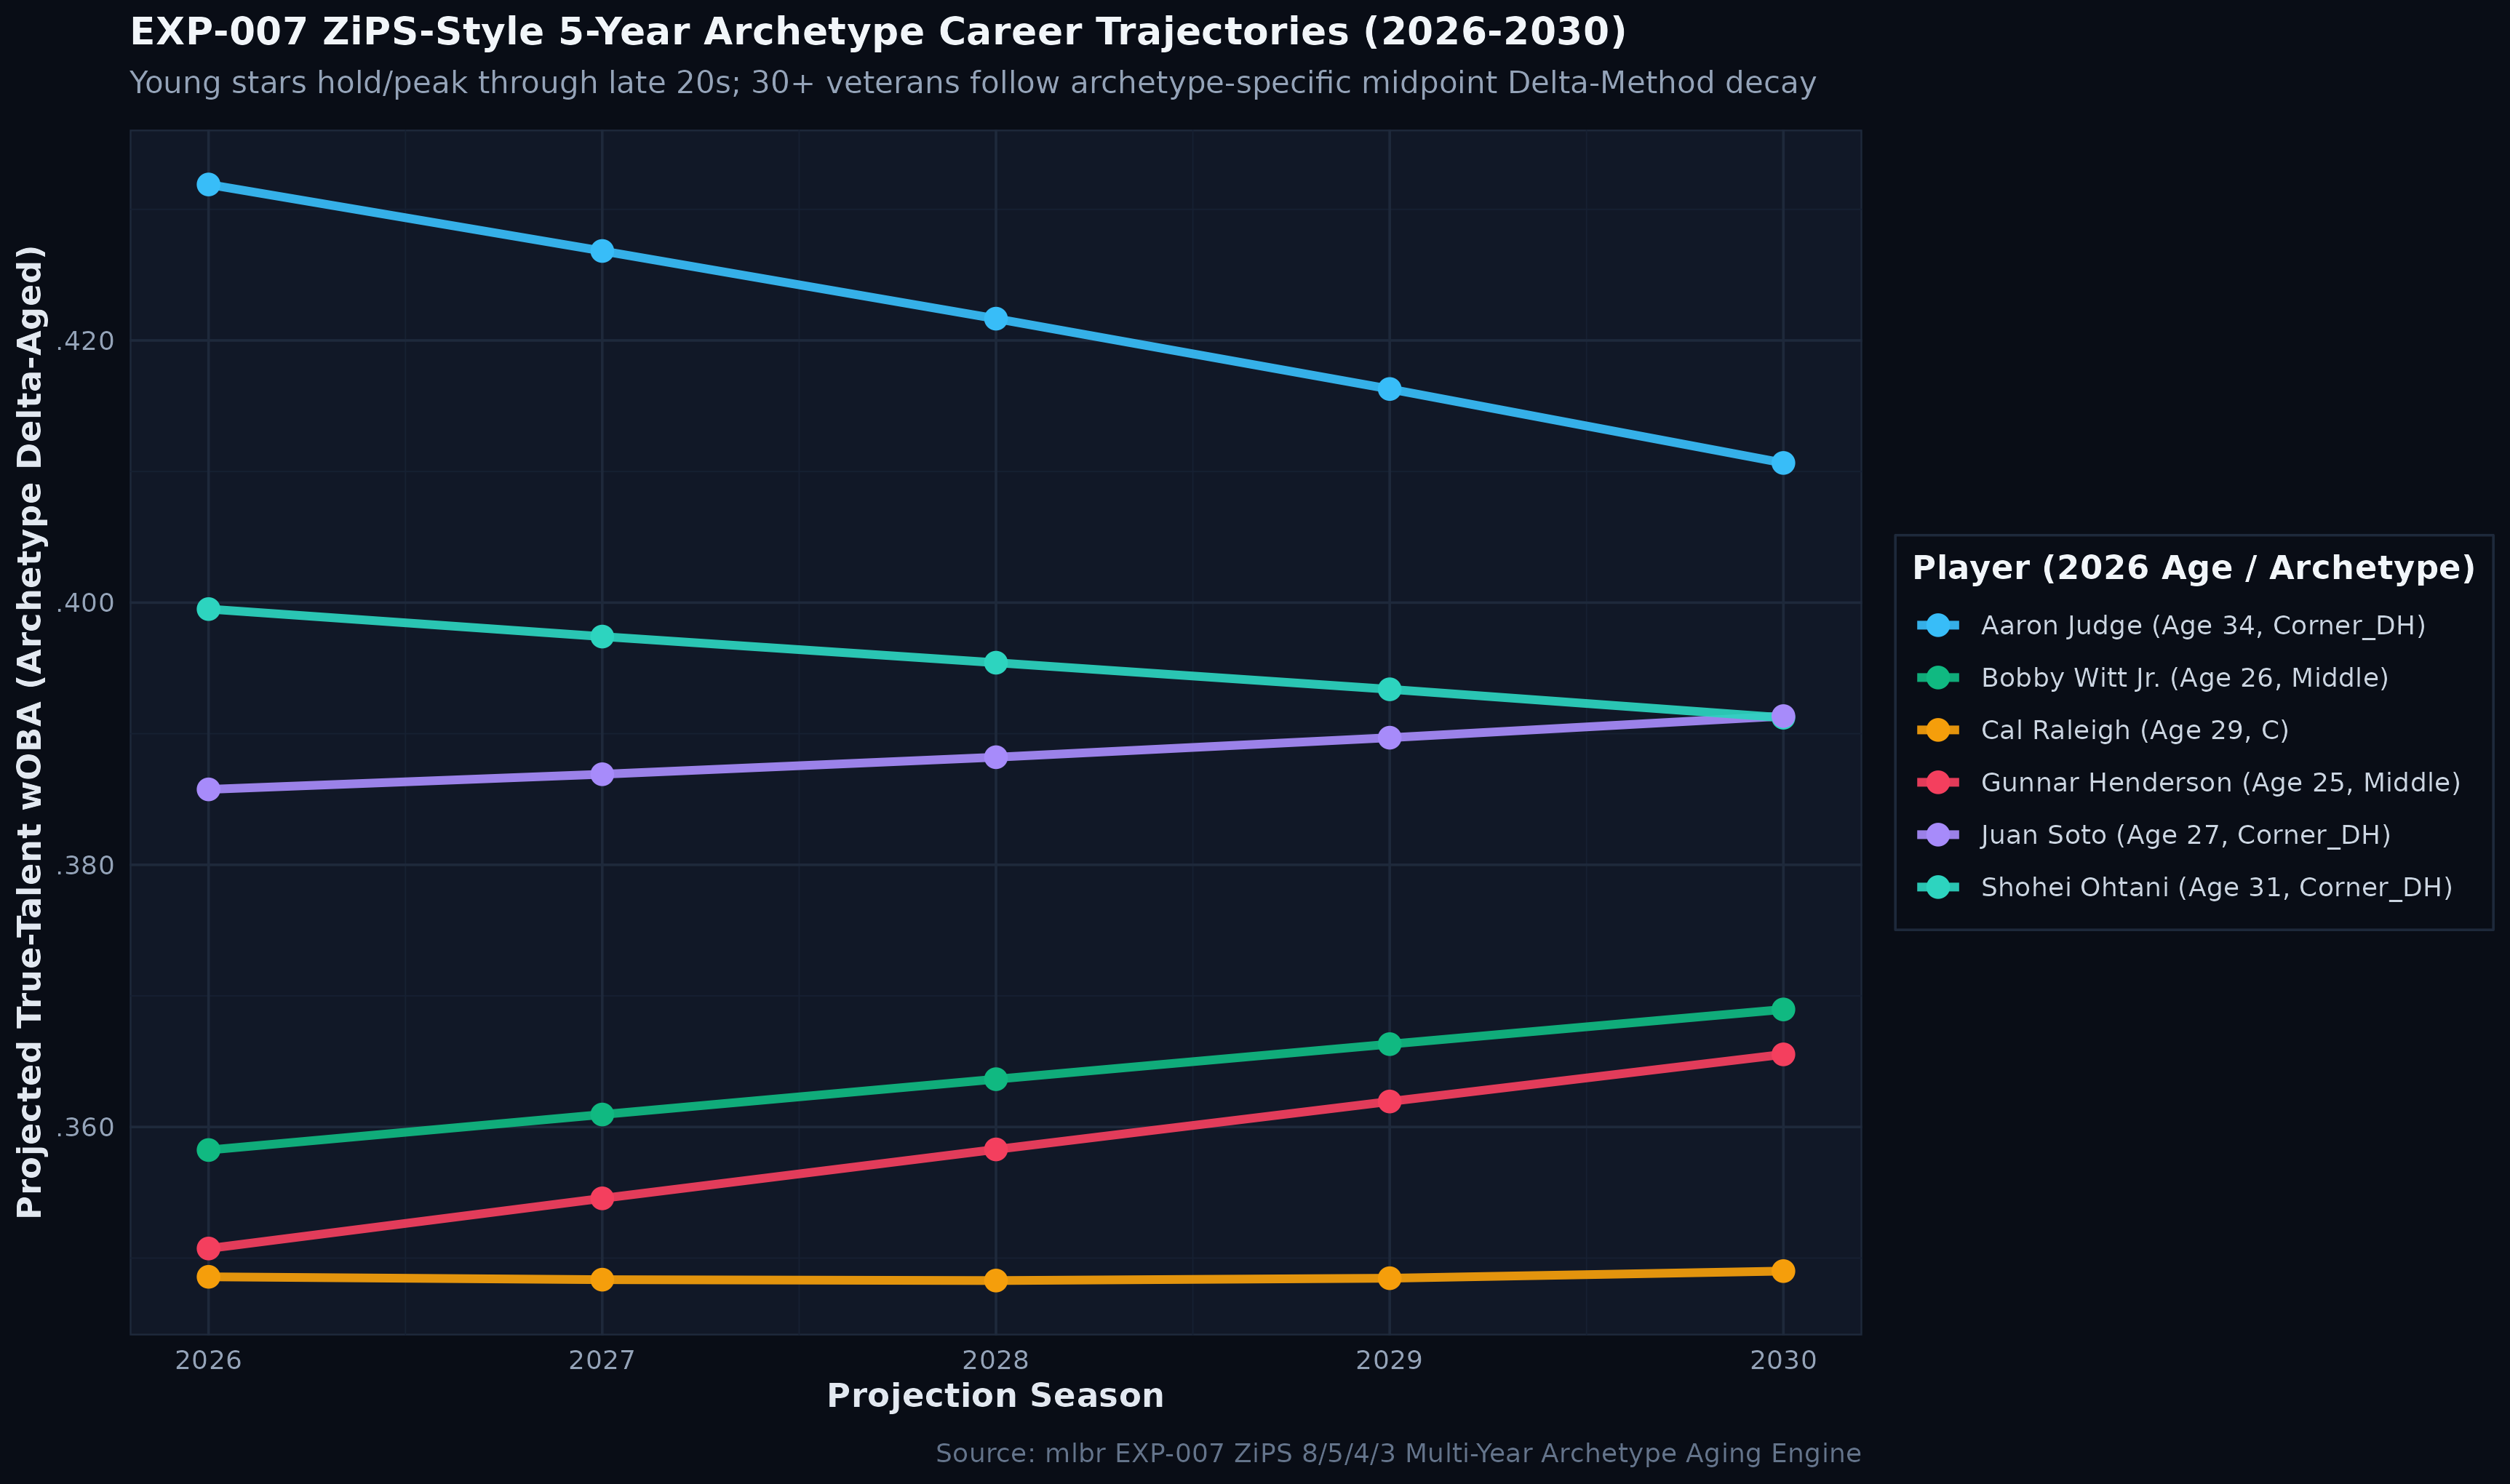 EXP-007 ZiPS-Style 5-Year Archetype Career Trajectories (2026-2030)
Young stars hold/peak through late 20s; 30+ veterans follow archetype-specific midpoint Delta-Method decay
Projected True-Talent wOBA (Archetype Delta-Aged)
.420
.400
.380
.360
2026
2027
2028
2029
2030
Projection Season
Player (2026 Age / Archetype)
Aaron Judge (Age 34, Corner_DH)
Bobby Witt Jr. (Age 26, Middle)
Cal Raleigh (Age 29, C)
Gunnar Henderson (Age 25, Middle)
Juan Soto (Age 27, Corner_DH)
Shohei Ohtani (Age 31, Corner_DH)
Source: mlbr EXP-007 ZiPS 8/5/4/3 Multi-Year Archetype Aging Engine